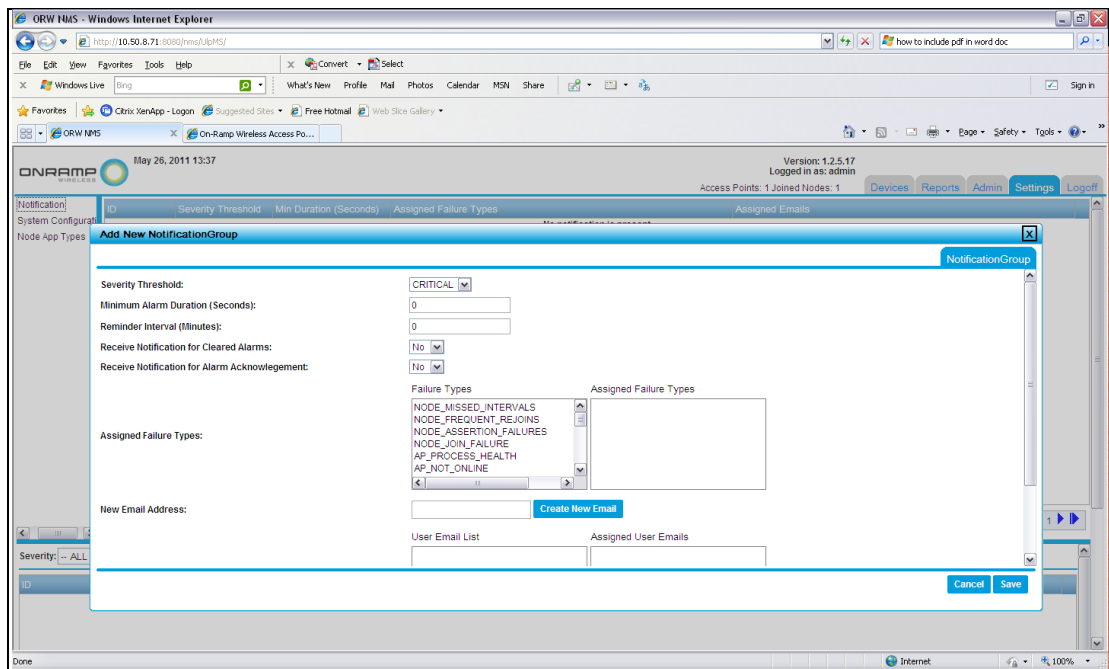 ORW NMS - Windows Internet Explorer
http://10.50.8.71:8080/nms/UlpMS/
how to include pdf in word doc
File Edit View Favorites Tools Help
x Convert Select
x Windows Live Bing What's New Profile Mail Photos Calendar MSN Share Sign in
Favorites Citrix XenApp - Logon Suggested Sites Free Hotmail Web Slice Gallery
ORW NMS x On-Ramp Wireless Access Po... Page Safety Tools »
ONRAMP
WIRELESS
May 26, 2011 13:37
Version: 1.2.5.17
Logged in as: admin
Access Points: 1 Joined Nodes: 1
Devices Reports Admin Settings Logoff
Notification
System Configurati
Node App Types
ID Severity Threshold Min Duration (Seconds) Assigned Failure Types Assigned Emails
No notification is present
Add New NotificationGroup X
NotificationGroup
Severity Threshold: CRITICAL
Minimum Alarm Duration (Seconds): 0
Reminder Interval (Minutes): 0
Receive Notification for Cleared Alarms: No
Receive Notification for Alarm Acknowlegement: No
Failure Types Assigned Failure Types
Assigned Failure Types:
NODE_MISSED_INTERVALS
NODE_FREQUENT_REJOINS
NODE_ASSERTION_FAILURES
NODE_JOIN_FAILURE
AP_PROCESS_HEALTH
AP_NOT_ONLINE
New Email Address: Create New Email
User Email List Assigned User Emails
1
Severity: -- ALL
ID
Cancel Save
Done Internet 100%